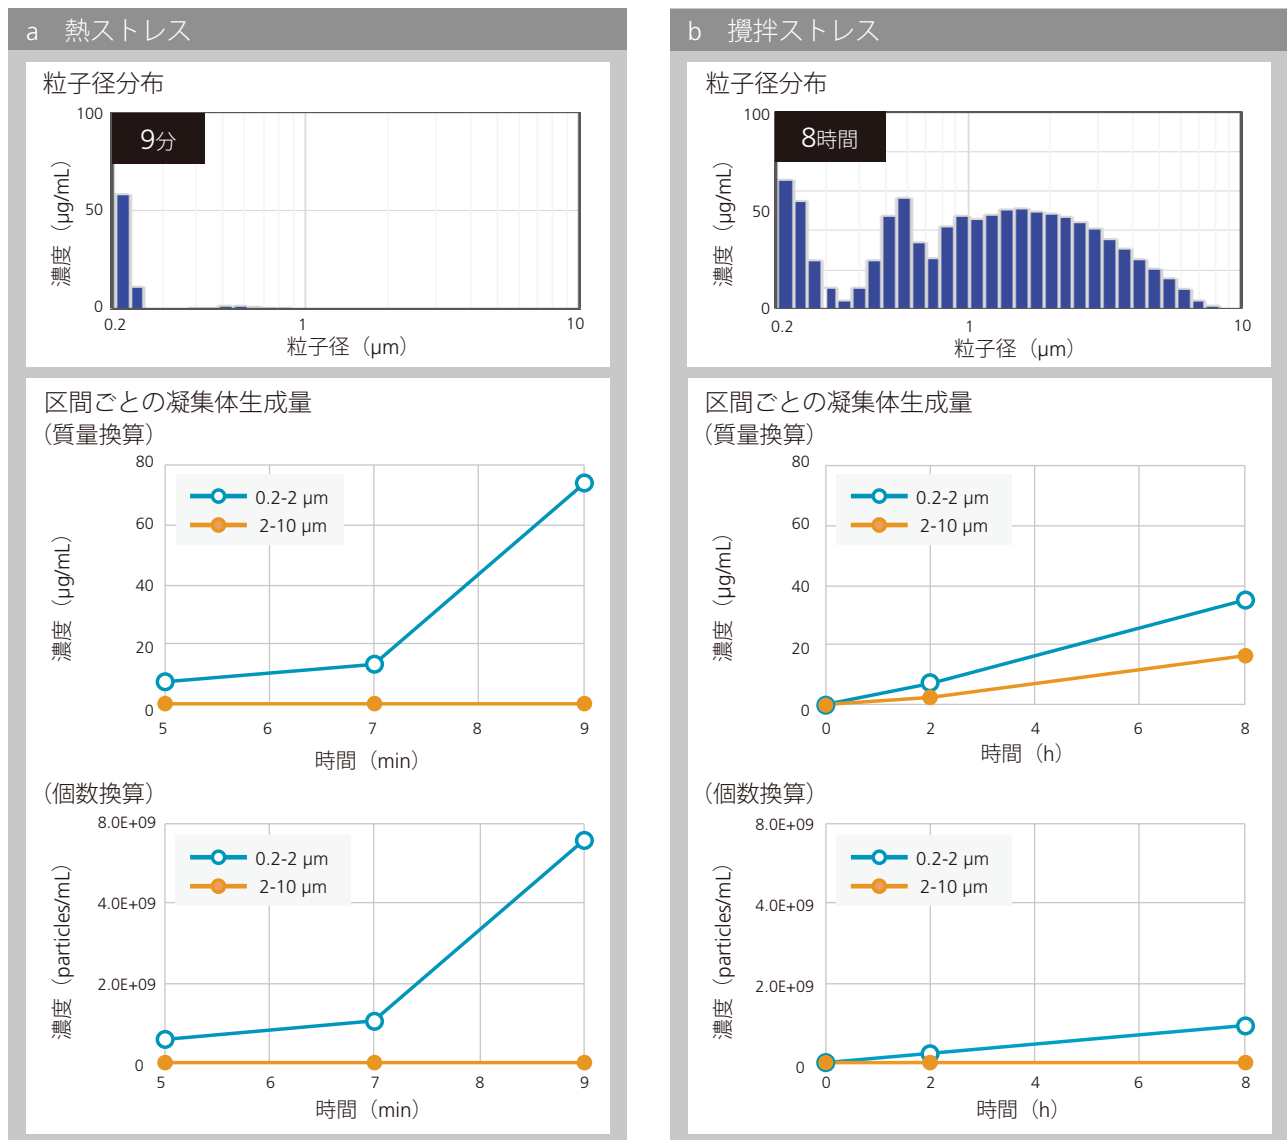 a 熱ストレス
粒子径分布
9分
100
50
0
濃度（µg/mL）
0.2
1
10
粒子径（µm）
区間ごとの凝集体生成量
（質量換算）
80
60
40
20
0
濃度（µg/mL）
0.2-2 µm
2-10 µm
5
6
7
8
9
時間（min）
（個数換算）
8.0E+09
4.0E+09
2.0E+09
0
濃度（particles/mL）
0.2-2 µm
2-10 µm
5
6
7
8
9
時間（min）
b 攪拌ストレス
粒子径分布
8時間
100
50
0
濃度（µg/mL）
0.2
1
10
粒子径（µm）
区間ごとの凝集体生成量
（質量換算）
80
60
40
20
0
濃度（µg/mL）
0.2-2 µm
2-10 µm
0
2
4
6
8
時間（h）
（個数換算）
8.0E+09
4.0E+09
2.0E+09
0
濃度（particles/mL）
0.2-2 µm
2-10 µm
0
2
4
6
8
時間（h）